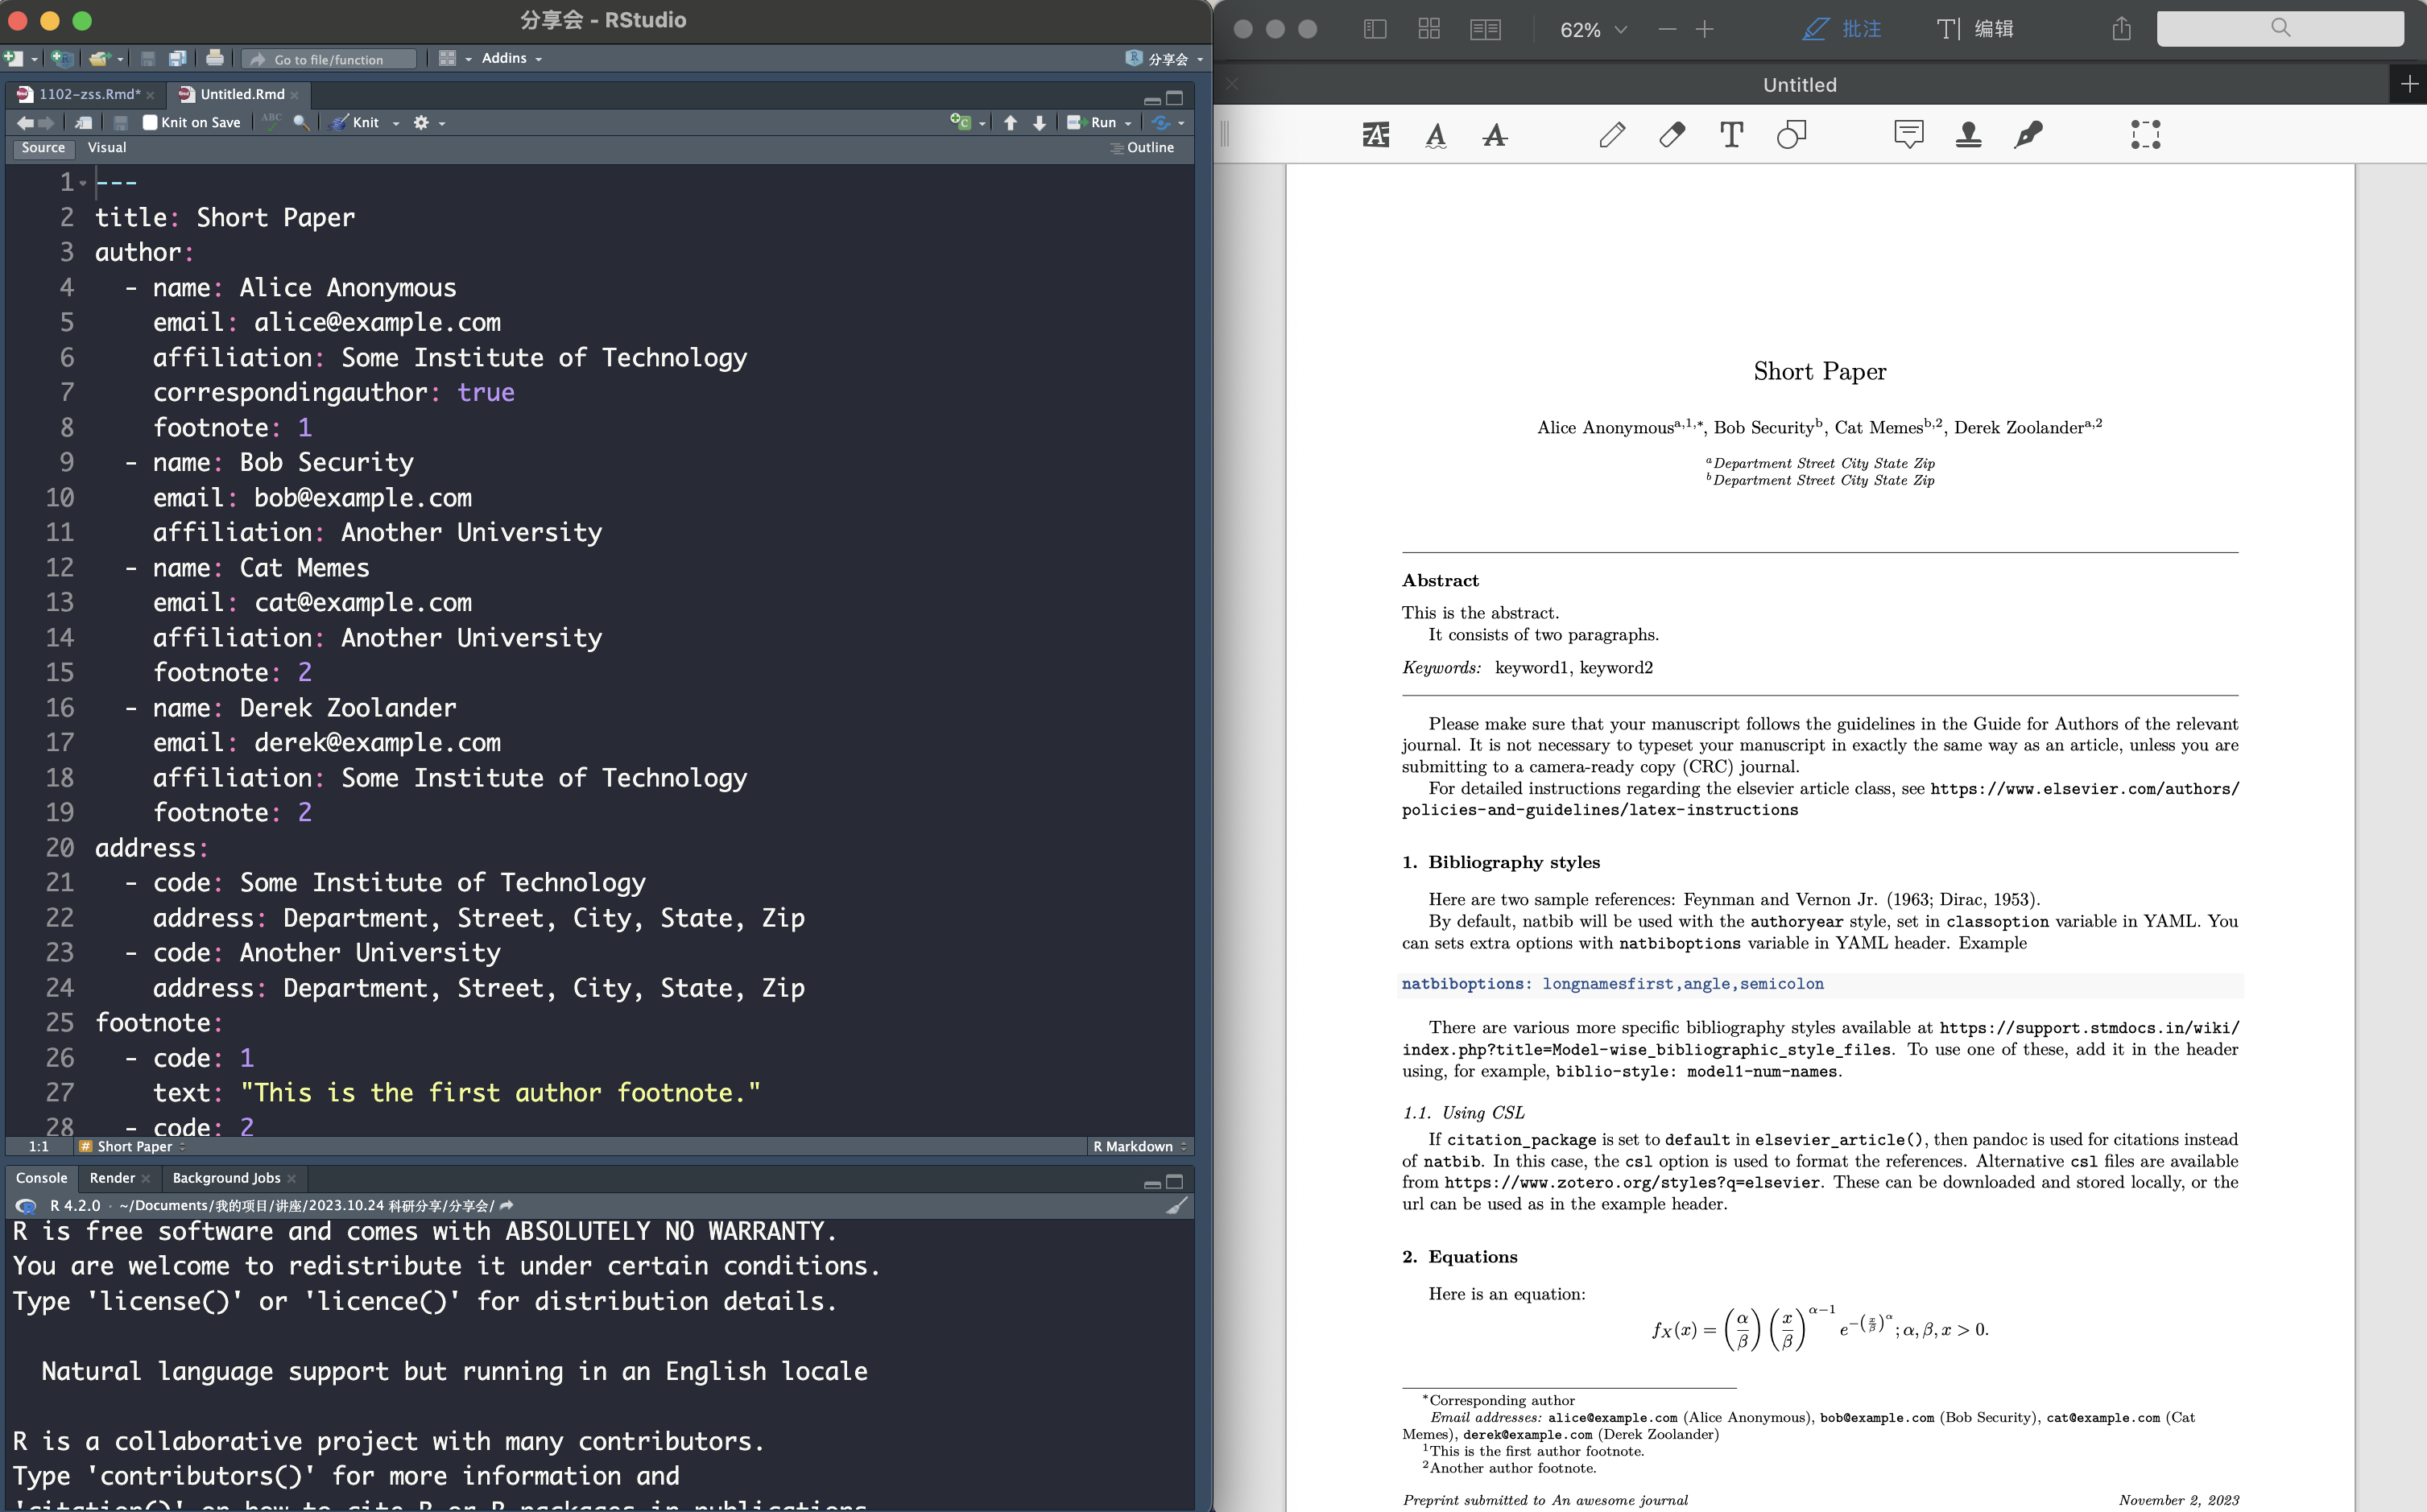 分享会 - RStudio
Go to file/function
Addins
分享会
1102-zss.Rmd*
Untitled.Rmd
Knit on Save
ABC
Knit
Run
Source
Visual
Outline
1 ---
2 title: Short Paper
3 author:
4 - name: Alice Anonymous
5 email: alice@example.com
6 affiliation: Some Institute of Technology
7 correspondingauthor: true
8 footnote: 1
9 - name: Bob Security
10 email: bob@example.com
11 affiliation: Another University
12 - name: Cat Memes
13 email: cat@example.com
14 affiliation: Another University
15 footnote: 2
16 - name: Derek Zoolander
17 email: derek@example.com
18 affiliation: Some Institute of Technology
19 footnote: 2
20 address:
21 - code: Some Institute of Technology
22 address: Department, Street, City, State, Zip
23 - code: Another University
24 address: Department, Street, City, State, Zip
25 footnote:
26 - code: 1
27 text: "This is the first author footnote."
28 - code: 2
1:1 # Short Paper
R Markdown
Console
Render
Background Jobs
R 4.2.0 · ~/Documents/我的项目/讲座/2023.10.24 科研分享/分享会/
R is free software and comes with ABSOLUTELY NO WARRANTY.
You are welcome to redistribute it under certain conditions.
Type 'license()' or 'licence()' for distribution details.
Natural language support but running in an English locale
R is a collaborative project with many contributors.
Type 'contributors()' for more information and
'citation()' on how to cite R or R packages in publications
62%
批注
编辑
Untitled
Short Paper
Alice Anonymous^{a,1,*}, Bob Security^{b}, Cat Memes^{b,2}, Derek Zoolander^{a,2}
^{a}Department Street City State Zip
^{b}Department Street City State Zip
Abstract
This is the abstract.
It consists of two paragraphs.
Keywords: keyword1, keyword2
Please make sure that your manuscript follows the guidelines in the Guide for Authors of the relevant
journal. It is not necessary to typeset your manuscript in exactly the same way as an article, unless you are
submitting to a camera-ready copy (CRC) journal.
For detailed instructions regarding the elsevier article class, see https://www.elsevier.com/authors/
policies-and-guidelines/latex-instructions
1. Bibliography styles
Here are two sample references: Feynman and Vernon Jr. (1963; Dirac, 1953).
By default, natbib will be used with the authoryear style, set in classoption variable in YAML. You
can sets extra options with natbiboptions variable in YAML header. Example
natbiboptions: longnamesfirst,angle,semicolon
There are various more specific bibliography styles available at https://support.stmdocs.in/wiki/
index.php?title=Model-wise_bibliographic_style_files. To use one of these, add it in the header
using, for example, biblio-style: model1-num-names.
1.1. Using CSL
If citation_package is set to default in elsevier_article(), then pandoc is used for citations instead
of natbib. In this case, the csl option is used to format the references. Alternative csl files are available
from https://www.zotero.org/styles?q=elsevier. These can be downloaded and stored locally, or the
url can be used as in the example header.
2. Equations
Here is an equation:
f_X(x) = (α/β) (x/β)^{α−1} e^{−(x/β)^α}; α, β, x > 0.
*Corresponding author
Email addresses: alice@example.com (Alice Anonymous), bob@example.com (Bob Security), cat@example.com (Cat
Memes), derek@example.com (Derek Zoolander)
^{1}This is the first author footnote.
^{2}Another author footnote.
Preprint submitted to An awesome journal
November 2, 2023